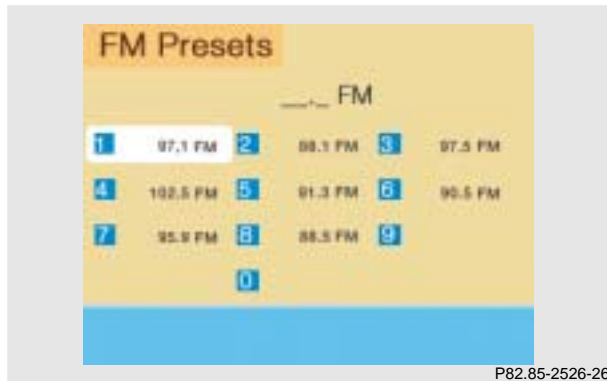 FM Presets
__._ FM
1 97.1 FM 2 98.1 FM 3 97.5 FM
4 102.5 FM 5 91.3 FM 6 90.5 FM
7 95.9 FM 8 88.5 FM 9
0
P82.85-2526-26